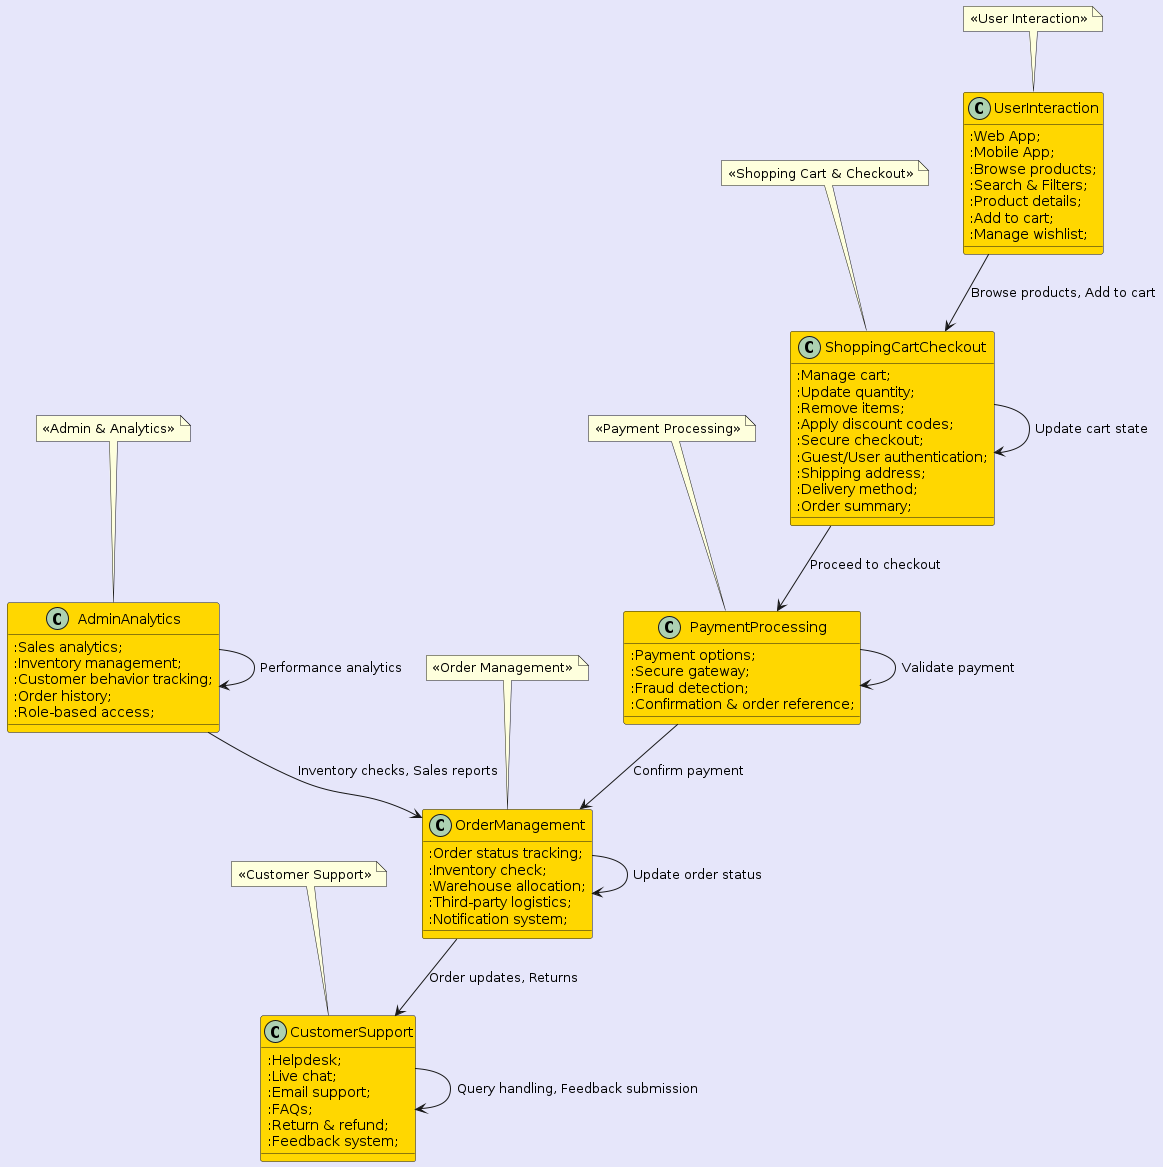 «User Interaction»
C UserInteraction
:Web App;
:Mobile App;
:Browse products;
:Search & Filters;
:Product details;
:Add to cart;
:Manage wishlist;
Browse products, Add to cart
«Shopping Cart & Checkout»
C ShoppingCartCheckout
:Manage cart;
:Update quantity;
:Remove items;
:Apply discount codes;
:Secure checkout;
:Guest/User authentication;
:Shipping address;
:Delivery method;
:Order summary;
Update cart state
Proceed to checkout
«Payment Processing»
C PaymentProcessing
:Payment options;
:Secure gateway;
:Fraud detection;
:Confirmation & order reference;
Validate payment
Confirm payment
«Admin & Analytics»
C AdminAnalytics
:Sales analytics;
:Inventory management;
:Customer behavior tracking;
:Order history;
:Role-based access;
Performance analytics
Inventory checks, Sales reports
«Order Management»
C OrderManagement
:Order status tracking;
:Inventory check;
:Warehouse allocation;
:Third-party logistics;
:Notification system;
Update order status
Order updates, Returns
«Customer Support»
C CustomerSupport
:Helpdesk;
:Live chat;
:Email support;
:FAQs;
:Return & refund;
:Feedback system;
Query handling, Feedback submission